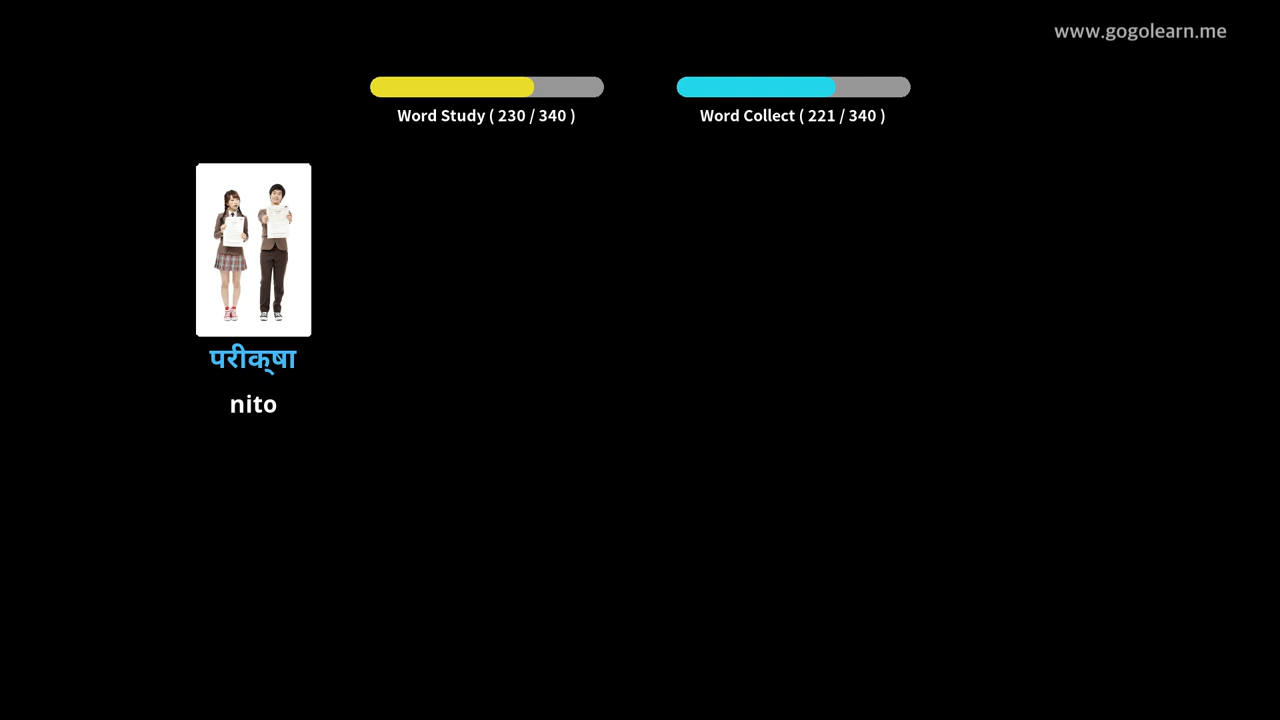 www.gogolearn.me
Word Study ( 230 / 340 )
Word Collect ( 221 / 340 )
परीक्‌षा
nito